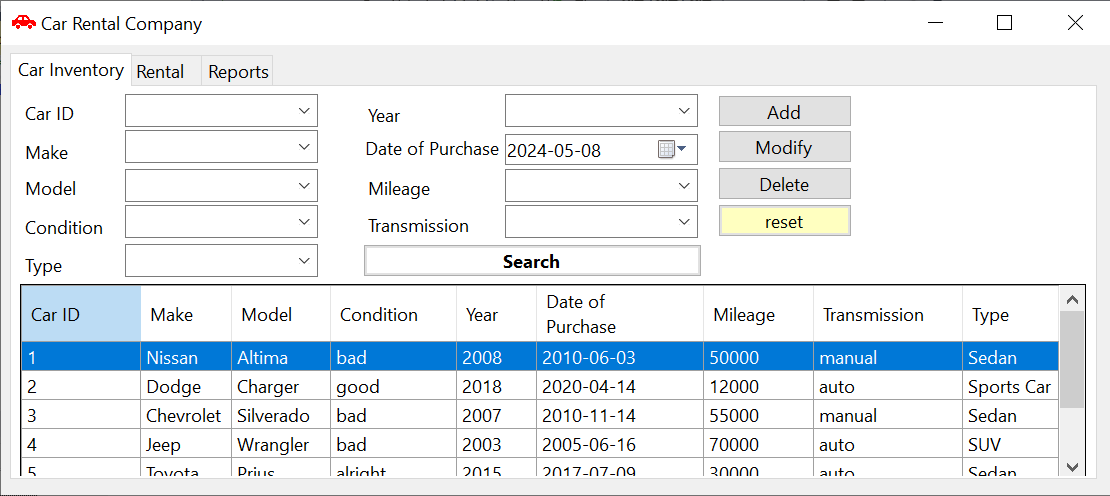 Car Rental Company
Car Inventory Rental Reports
Car ID Year Add
Make Date of Purchase 2024-05-08 Modify
Model Mileage Delete
Condition Transmission reset
Type Search
Car ID Make Model Condition Year Date of Purchase Mileage Transmission Type
1 Nissan Altima bad 2008 2010-06-03 50000 manual Sedan
2 Dodge Charger good 2018 2020-04-14 12000 auto Sports Car
3 Chevrolet Silverado bad 2007 2010-11-14 55000 manual Sedan
4 Jeep Wrangler bad 2003 2005-06-16 70000 auto SUV
5 Toyota Prius alright 2015 2017-07-09 30000 auto Sedan